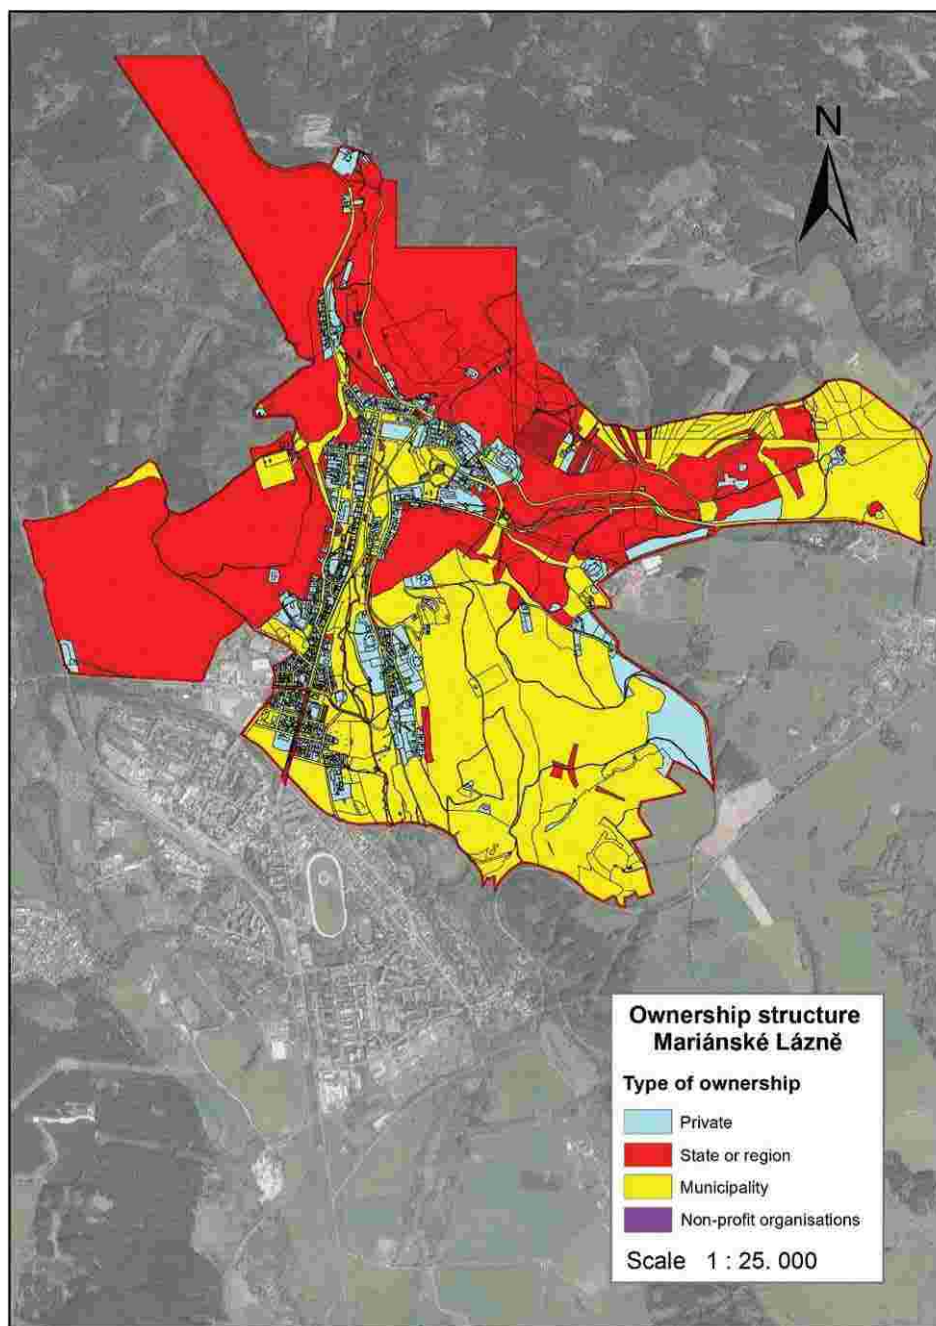 N
Ownership structure
Mariánské Lázně
Type of ownership
Private
State or region
Municipality
Non-profit organisations
Scale 1 : 25. 000